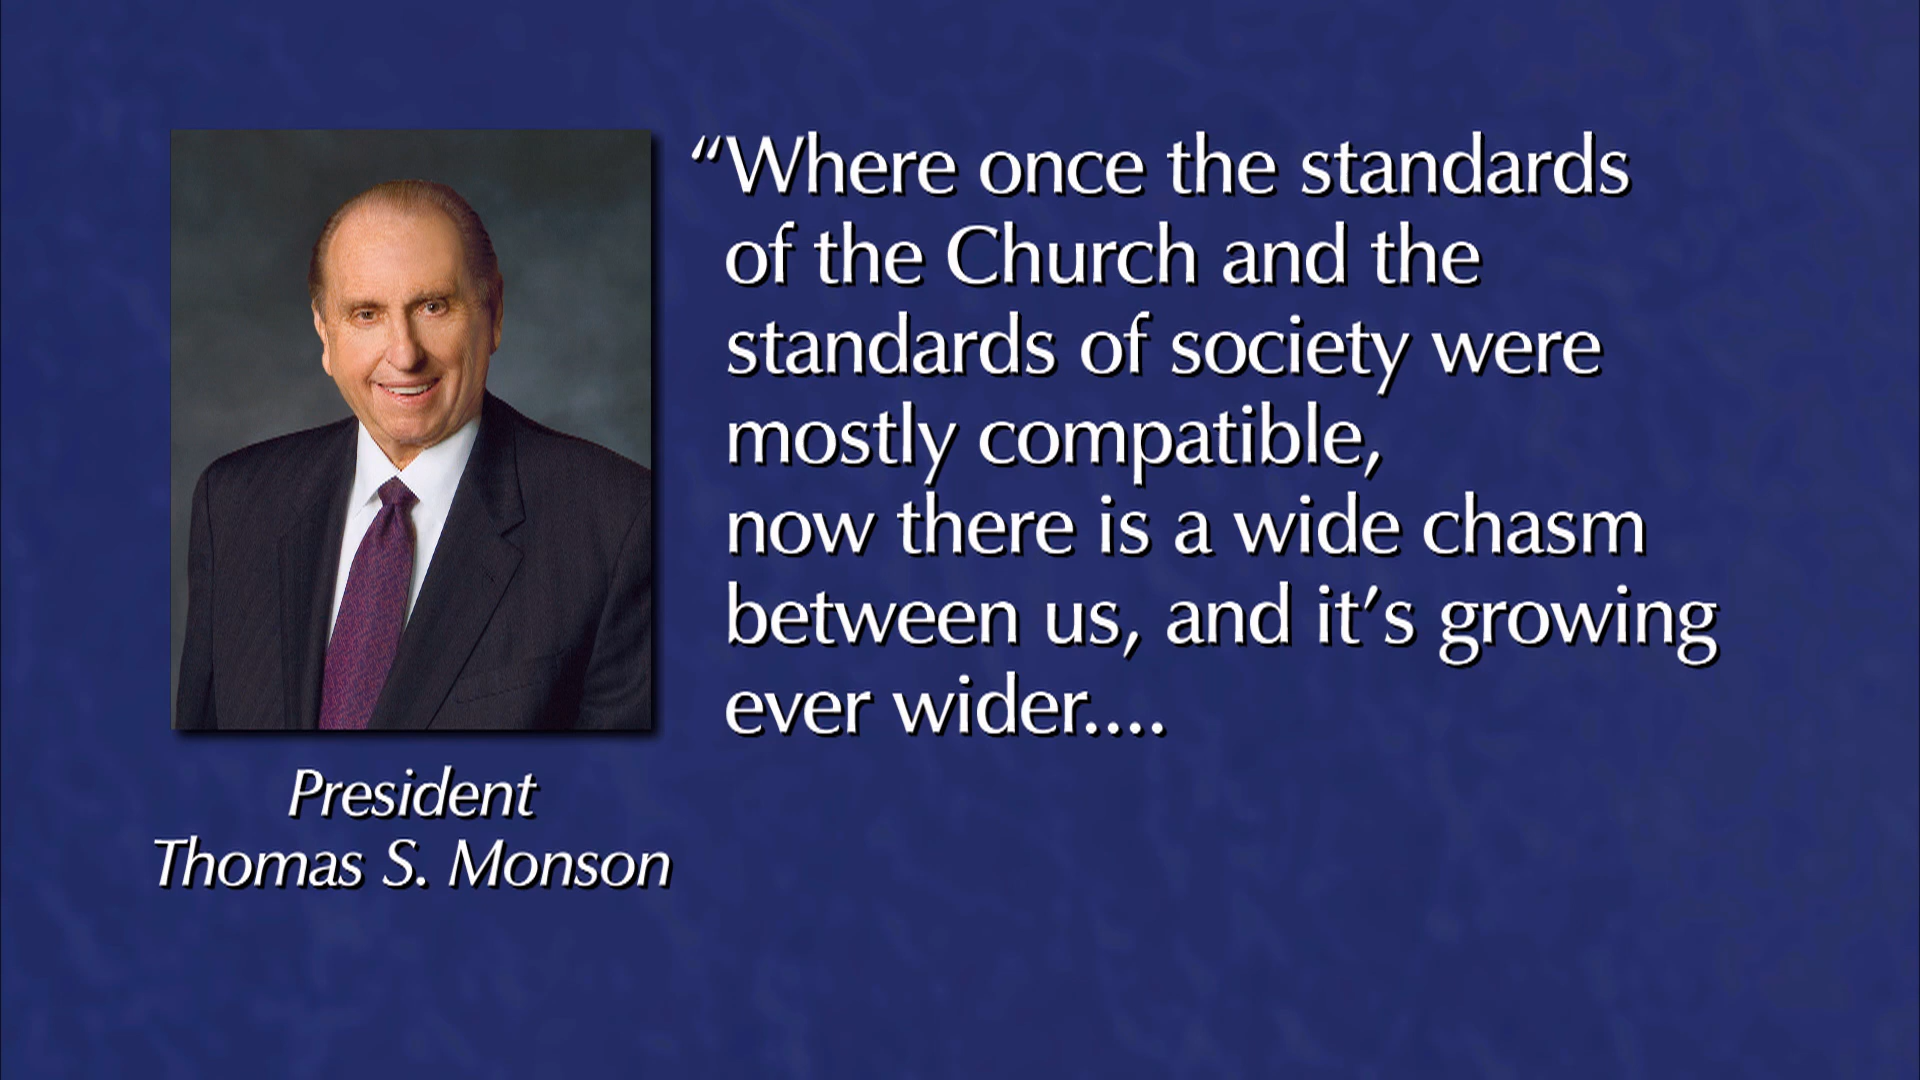 “Where once the standards
of the Church and the
standards of society were
mostly compatible,
now there is a wide chasm
between us, and it’s growing
ever wider....
President
Thomas S. Monson